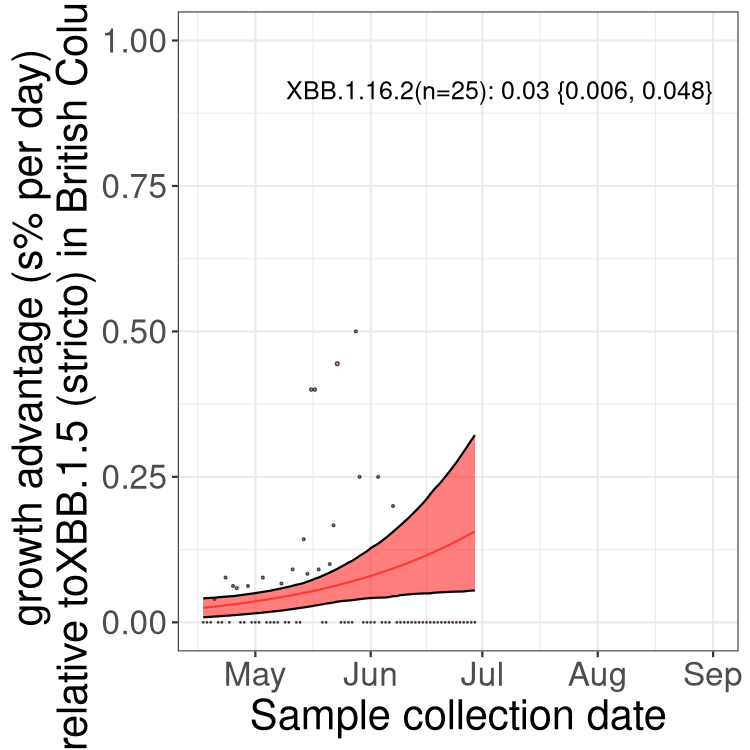 growth advantage (s% per day)
relative toXBB.1.5 (stricto) in British Colu
1.00
0.75
0.50
0.25
0.00
XBB.1.16.2(n=25): 0.03 {0.006, 0.048}
May
Jun
Jul
Aug
Sep
Sample collection date